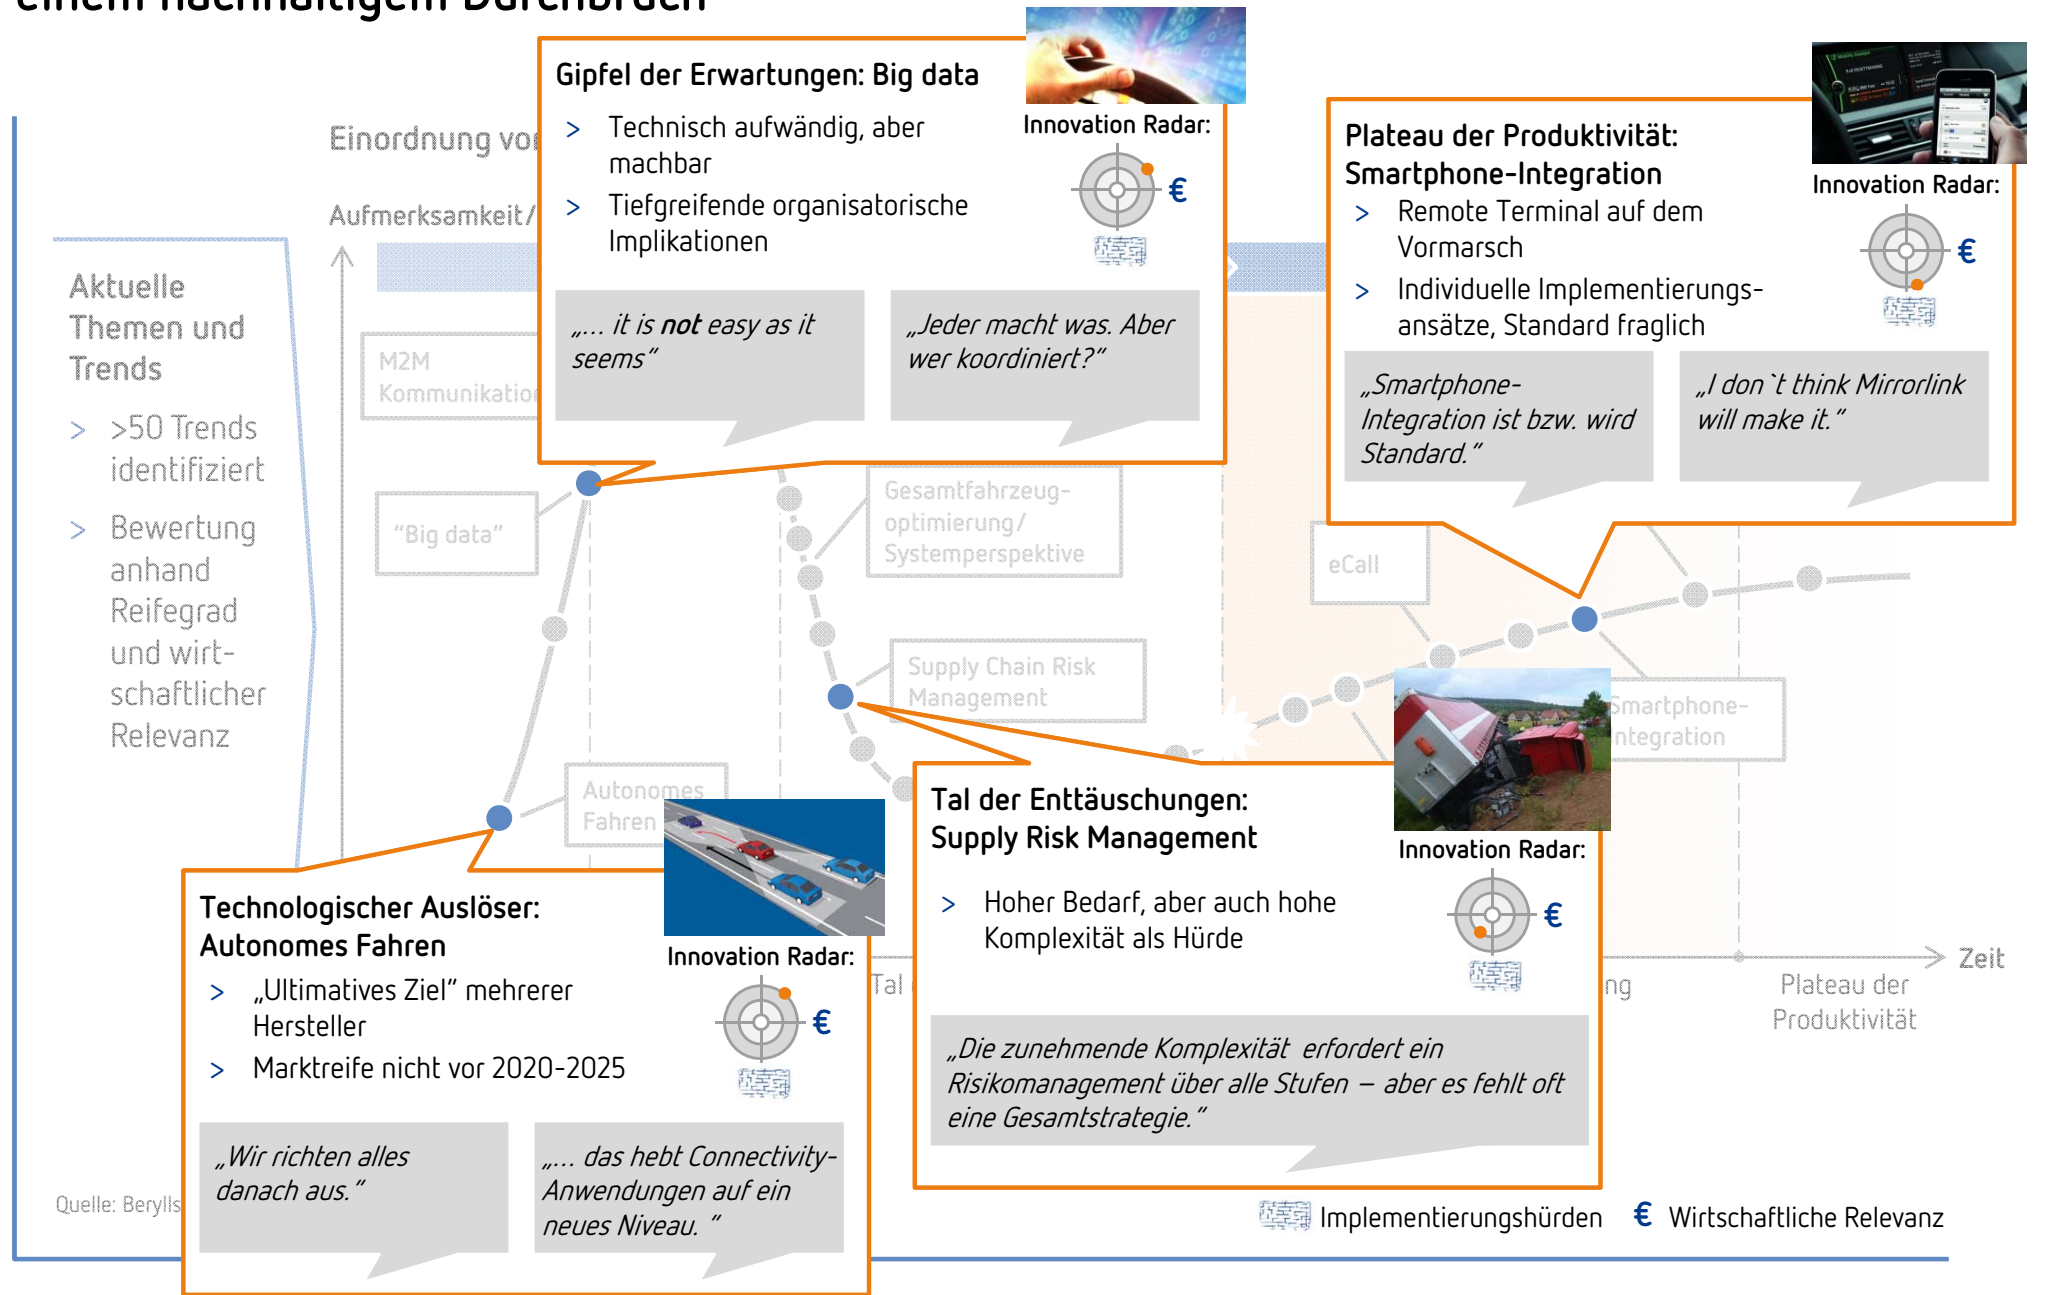 Gipfel der Erwartungen: Big data
> Technisch aufwändig, aber
machbar
> Tiefgreifende organisatorische
Implikationen
Innovation Radar:
€
„… it is not easy as it
seems“
„Jeder macht was. Aber
wer koordiniert?“
Plateau der Produktivität:
Smartphone-Integration
> Remote Terminal auf dem
Vormarsch
> Individuelle Implementierungs-
ansätze, Standard fraglich
Innovation Radar:
€
„Smartphone-
Integration ist bzw. wird
Standard.“
„I don`t think Mirrorlink
will make it.“
Einordnung
Aufmerksamkeit/
Aktuelle
Themen und
Trends
> >50 Trends
identifiziert
> Bewertung
anhand
Reifegrad
und wirt-
schaftlicher
Relevanz
M2M
Kommunikation
"Big data"
Gesamtfahrzeug-
optimierung/
Systemperspektive
eCall
Supply Chain Risk
Management
Smartphone-
Integration
Autonomes
Fahren
Tal der Enttäuschungen:
Supply Risk Management
> Hoher Bedarf, aber auch hohe
Komplexität als Hürde
Innovation Radar:
€
„Die zunehmende Komplexität erfordert ein
Risikomanagement über alle Stufen – aber es fehlt oft
eine Gesamtstrategie.“
Technologischer Auslöser:
Autonomes Fahren
> „Ultimatives Ziel“ mehrerer
Hersteller
> Marktreife nicht vor 2020-2025
Innovation Radar:
€
„Wir richten alles
danach aus.“
„… das hebt Connectivity-
Anwendungen auf ein
neues Niveau. “
Zeit
Tal
Plateau der
Produktivität
Quelle: Berylls
Implementierungshürden € Wirtschaftliche Relevanz